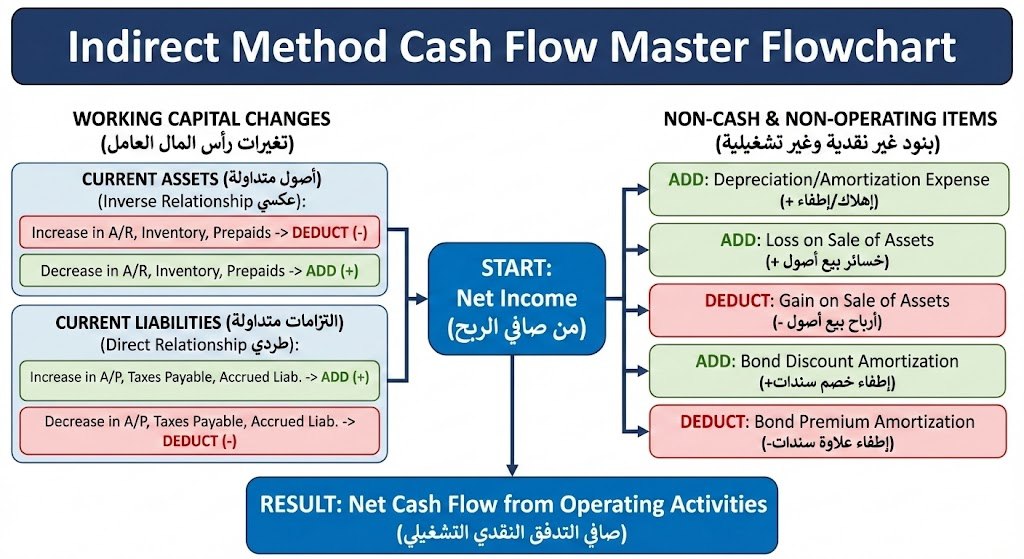 Indirect Method Cash Flow Master Flowchart
WORKING CAPITAL CHANGES
(تغيرات رأس المال العامل)
CURRENT ASSETS (أصول متداولة)
(Inverse Relationship عكسي):
Increase in A/R, Inventory, Prepaids -> DEDUCT (-)
Decrease in A/R, Inventory, Prepaids -> ADD (+)
CURRENT LIABILITIES (التزامات متداولة)
(Direct Relationship طردي):
Increase in A/P, Taxes Payable, Accrued Liab. -> ADD (+)
Decrease in A/P, Taxes Payable, Accrued Liab. ->
DEDUCT (-)
START:
Net Income
(من صافي الربح)
NON-CASH & NON-OPERATING ITEMS
(بنود غير نقدية وغير تشغيلية)
ADD: Depreciation/Amortization Expense
(إهلاك/إطفاء +)
ADD: Loss on Sale of Assets
(خسائر بيع أصول +)
DEDUCT: Gain on Sale of Assets
(أرباح بيع أصول -)
ADD: Bond Discount Amortization
(إطفاء خصم سندات+)
DEDUCT: Bond Premium Amortization
(إطفاء علاوة سندات-)
RESULT: Net Cash Flow from Operating Activities
(صافي التدفق النقدي التشغيلي)